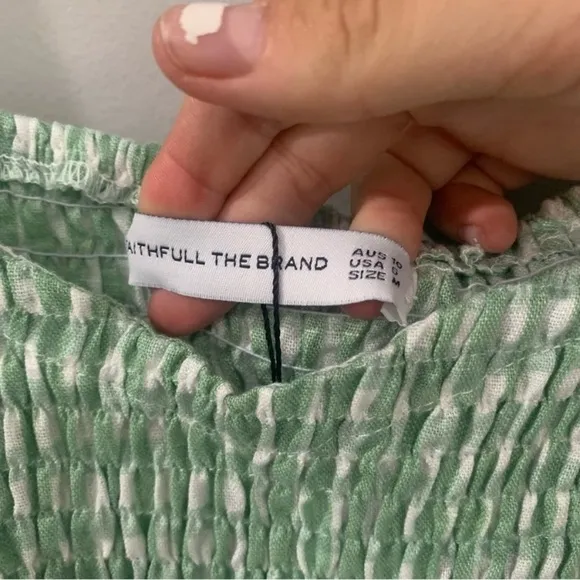 AITHFULL THE BRAND
AUS 10
USA 6
SIZE M